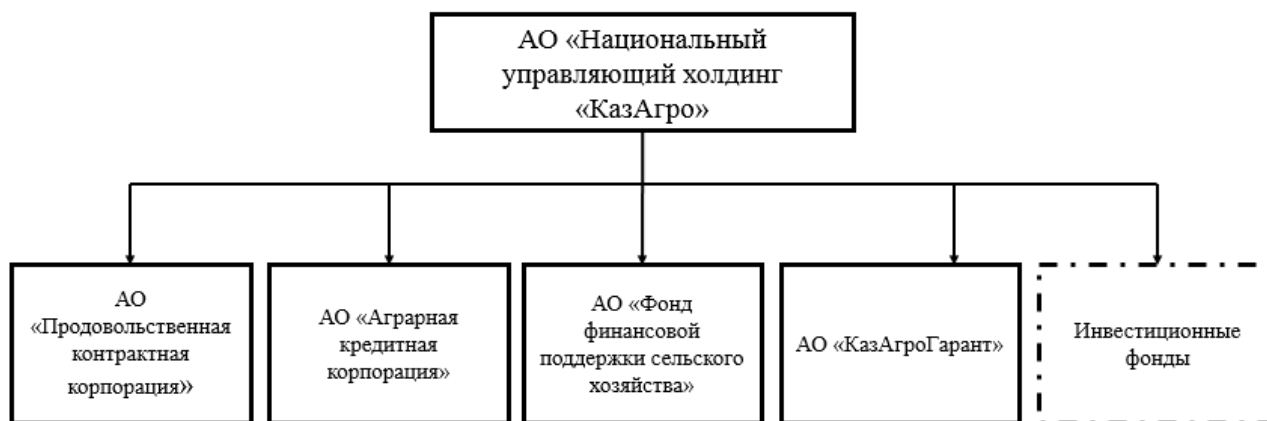 АО «Национальный
управляющий холдинг
«КазАгро»
АО
«Продовольственная
контрактная
корпорация»
АО «Аграрная
кредитная
корпорация»
АО «Фонд
финансовой
поддержки сельского
хозяйства»
АО «КазАгроГарант»
Инвестиционные
фонды